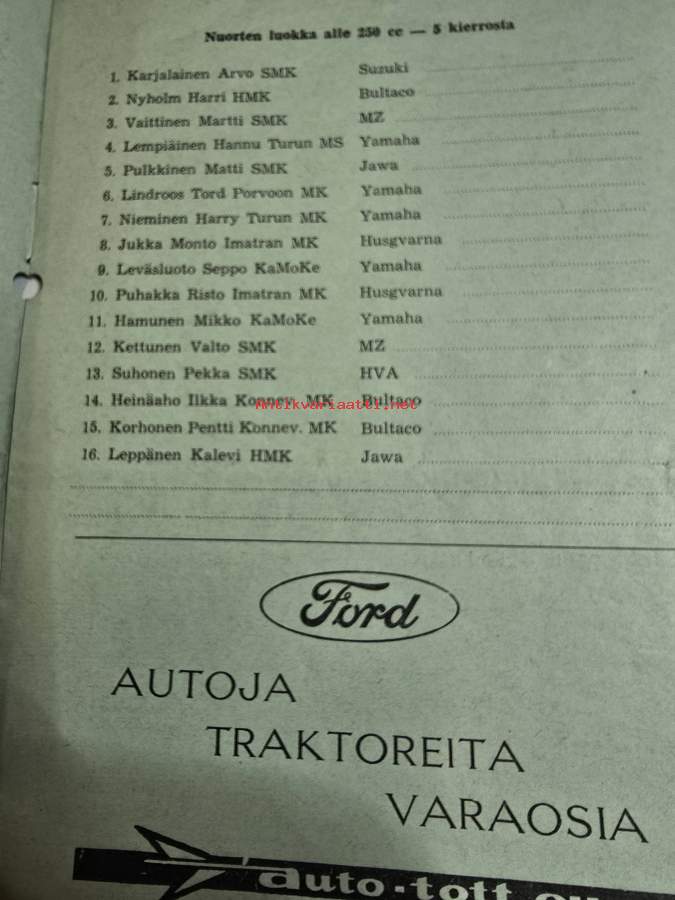 Nuorten luokka alle 250 cc — 5 kierrosta
1. Karjalainen Arvo SMK Suzuki
2. Nyholm Harri HMK Bultaco
3. Vaittinen Martti SMK MZ
4. Lempiäinen Hannu Turun MS Yamaha
5. Pulkkinen Matti SMK Jawa
6. Lindroos Tord Porvoon MK Yamaha
7. Nieminen Harry Turun MK Yamaha
8. Jukka Monto Imatran MK Husgvarna
9. Leväsluoto Seppo KaMoKe Yamaha
10. Puhakka Risto Imatran MK Husgvarna
11. Hamunen Mikko KaMoKe Yamaha
12. Kettunen Valto SMK MZ
13. Suhonen Pekka SMK HVA
14. Heinäaho Ilkka Konnev. MK Bultaco
Antikvariaatti.net
15. Korhonen Pentti Konnev. MK Bultaco
16. Leppänen Kalevi HMK Jawa
Ford
AUTOJA
TRAKTOREITA
VARAOSIA
auto-tott oy